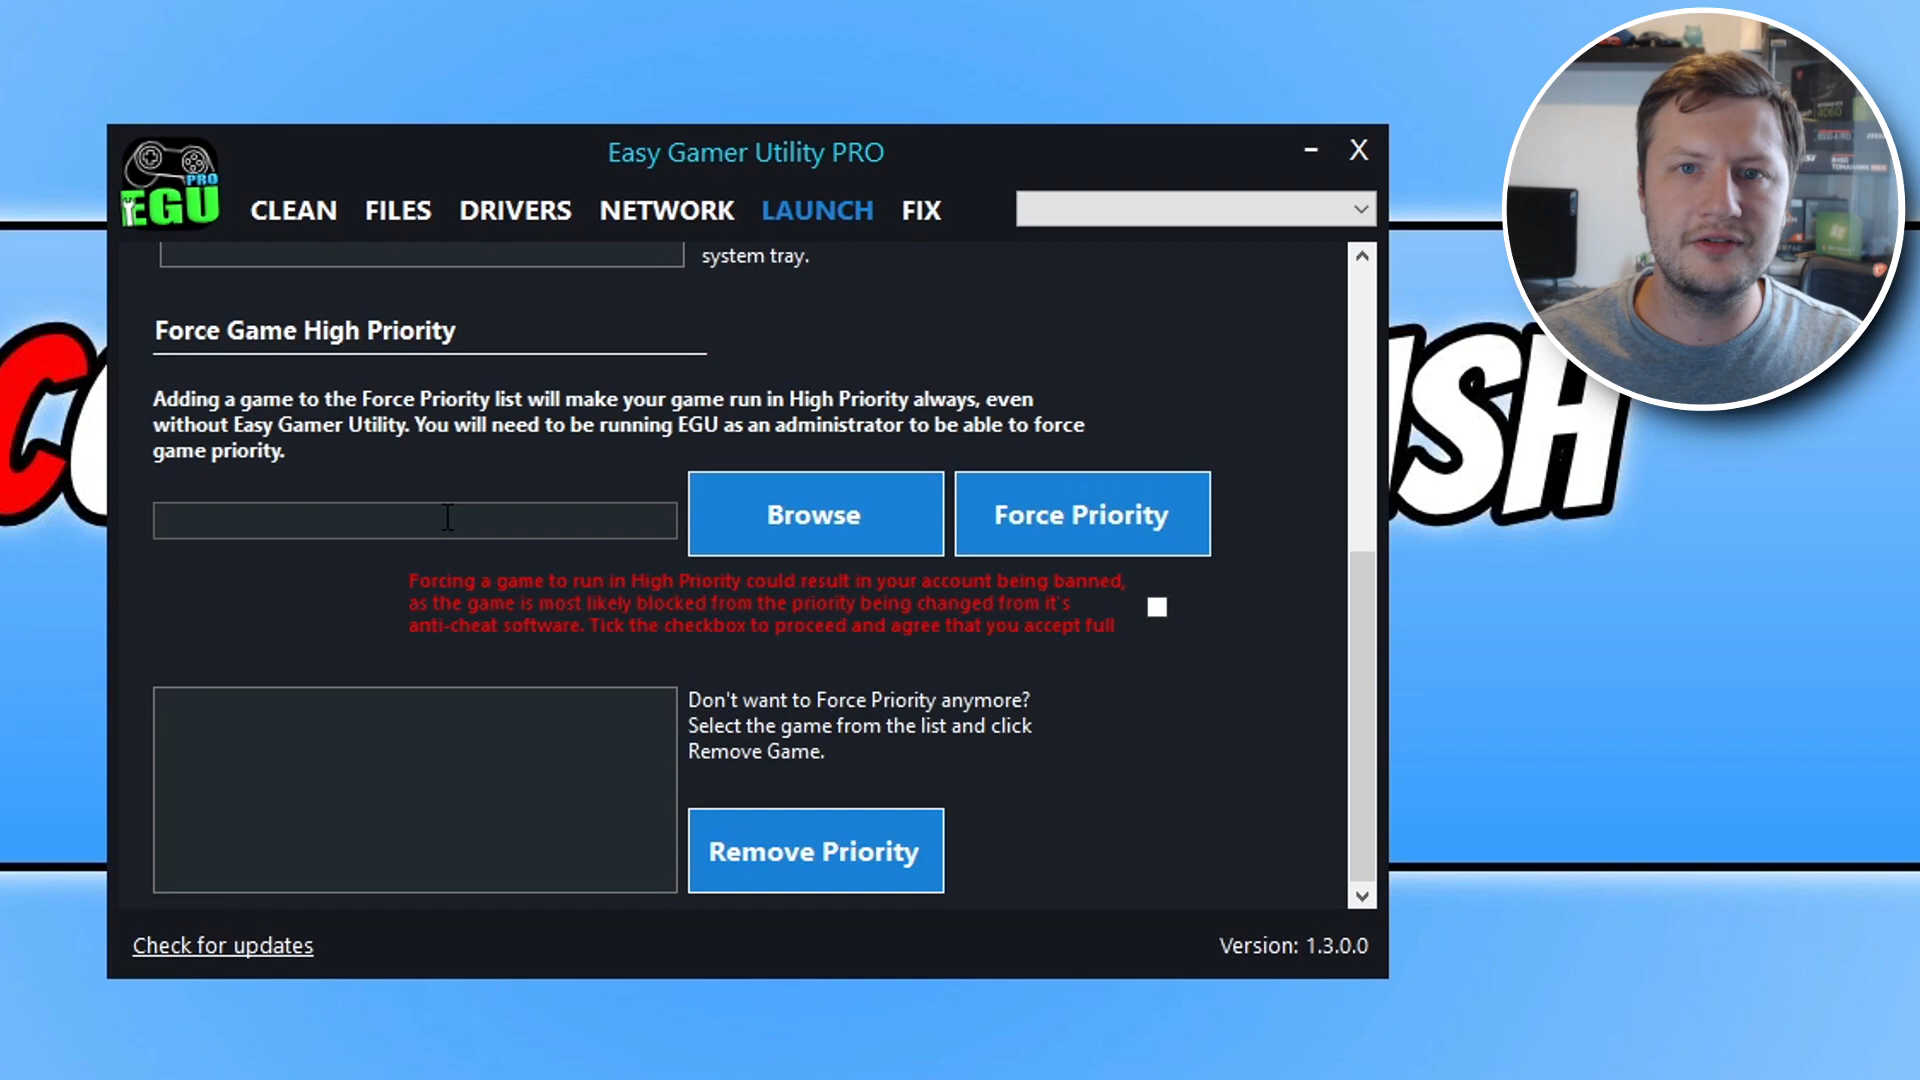 Easy Gamer Utility PRO
- X
PRO
EGU
CLEAN FILES DRIVERS NETWORK LAUNCH FIX
system tray.
Force Game High Priority
Adding a game to the Force Priority list will make your game run in High Priority always, even
without Easy Gamer Utility. You will need to be running EGU as an administrator to be able to force
game priority.
Browse
Force Priority
Forcing a game to run in High Priority could result in your account being banned,
as the game is most likely blocked from the priority being changed from it's
anti-cheat software. Tick the checkbox to proceed and agree that you accept full
Don't want to Force Priority anymore?
Select the game from the list and click
Remove Game.
Remove Priority
Check for updates
Version: 1.3.0.0
C
SH
4060
B450
TOMAHAWK